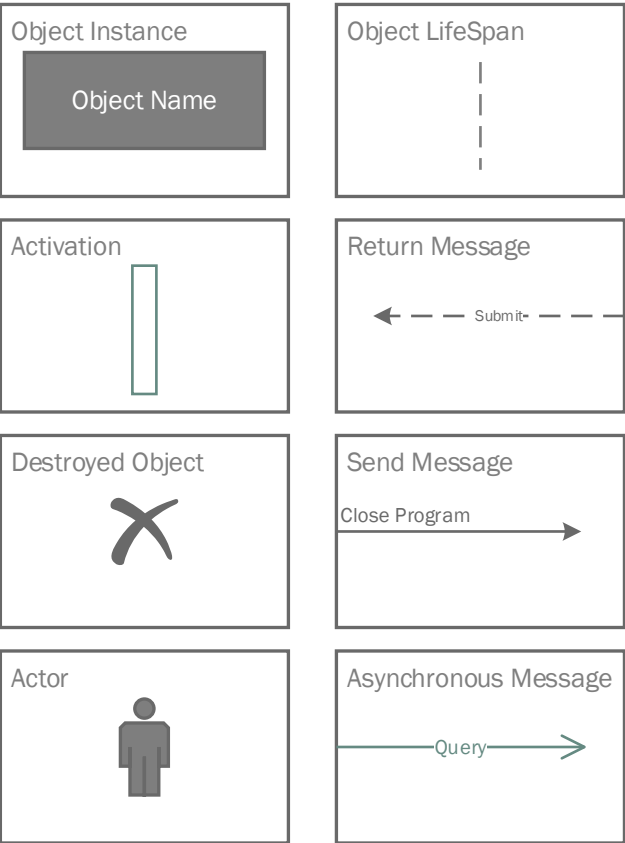 Object Instance
Object Name
Object LifeSpan
Activation
Return Message
Submit
Destroyed Object
Send Message
Close Program
Actor
Asynchronous Message
Query